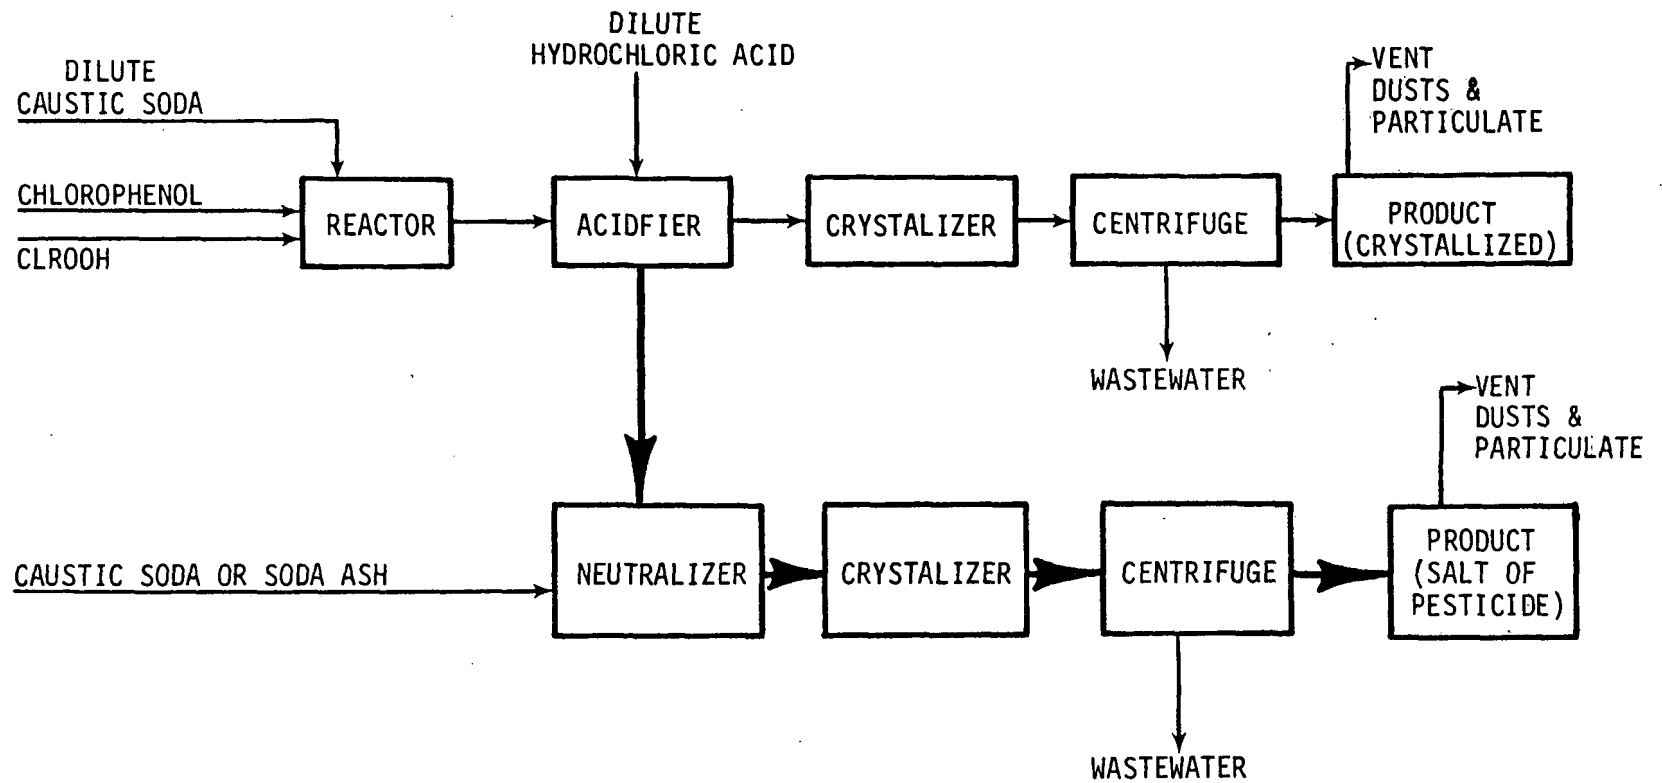 DILUTE
HYDROCHLORIC ACID
DILUTE
CAUSTIC SODA
VENT
DUSTS &
PARTICULATE
CHLOROPHENOL
CLROOH
REACTOR
ACIDFIER
CRYSTALIZER
CENTRIFUGE
PRODUCT
(CRYSTALLIZED)
WASTEWATER
VENT
DUSTS &
PARTICULATE
CAUSTIC SODA OR SODA ASH
NEUTRALIZER
CRYSTALIZER
CENTRIFUGE
PRODUCT
(SALT OF
PESTICIDE)
WASTEWATER